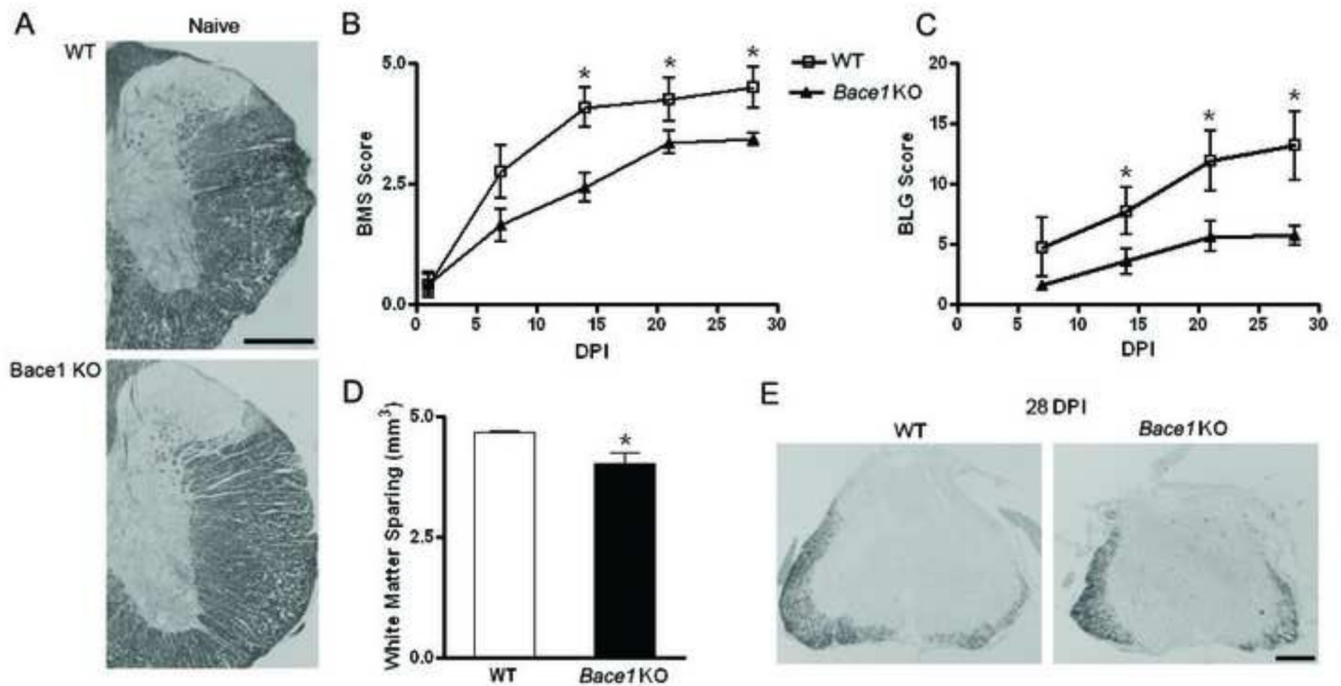 A
Naive
WT
Bace1 KO
B
5.0
2.5
0.0
BMS Score
0 5 10 15 20 25 30
DPI
* * *
WT
Bace1 KO
C
20
15
10
5
0
BLG Score
0 5 10 15 20 25 30
DPI
* * *
D
5.0
2.5
0.0
White Matter Sparing (mm³)
*
WT Bace1 KO
E
28 DPI
WT Bace1 KO